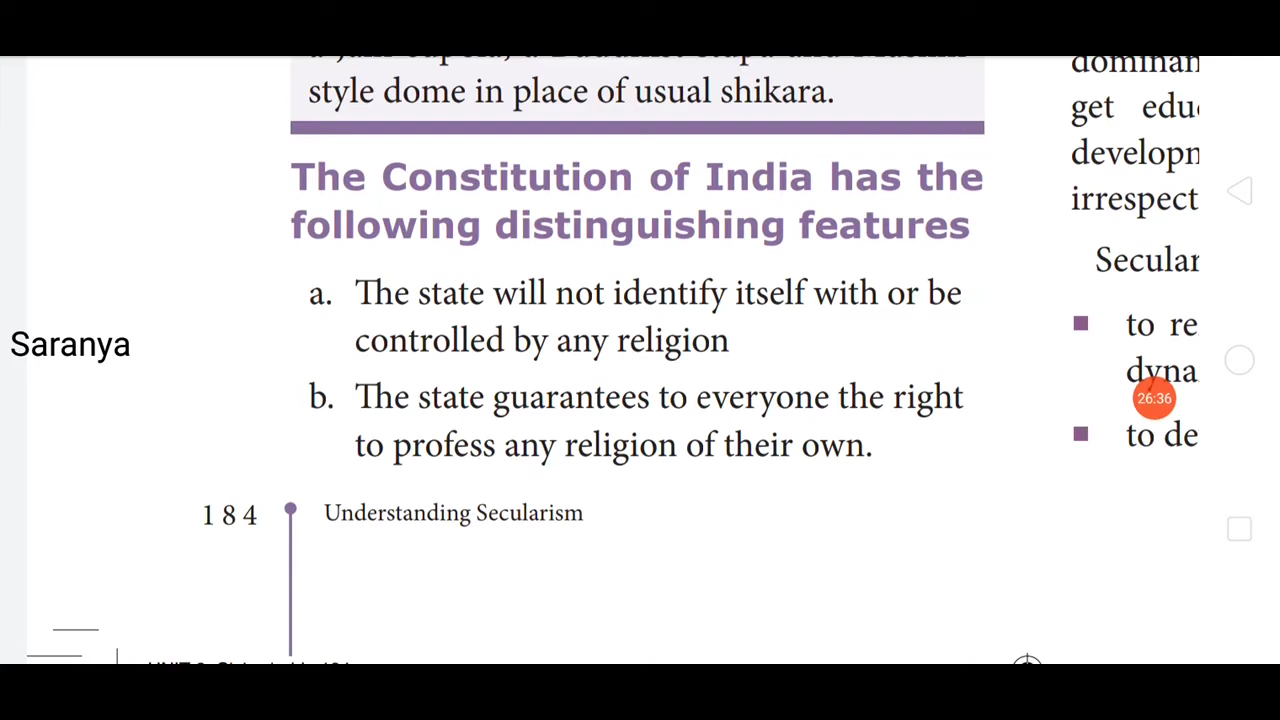 style dome in place of usual shikara.
The Constitution of India has the
following distinguishing features
a. The state will not identify itself with or be
controlled by any religion
b. The state guarantees to everyone the right
to profess any religion of their own.
184
Understanding Secularism
Saranya
get
irrespect
Secular
to re
dyna
26:36
to de